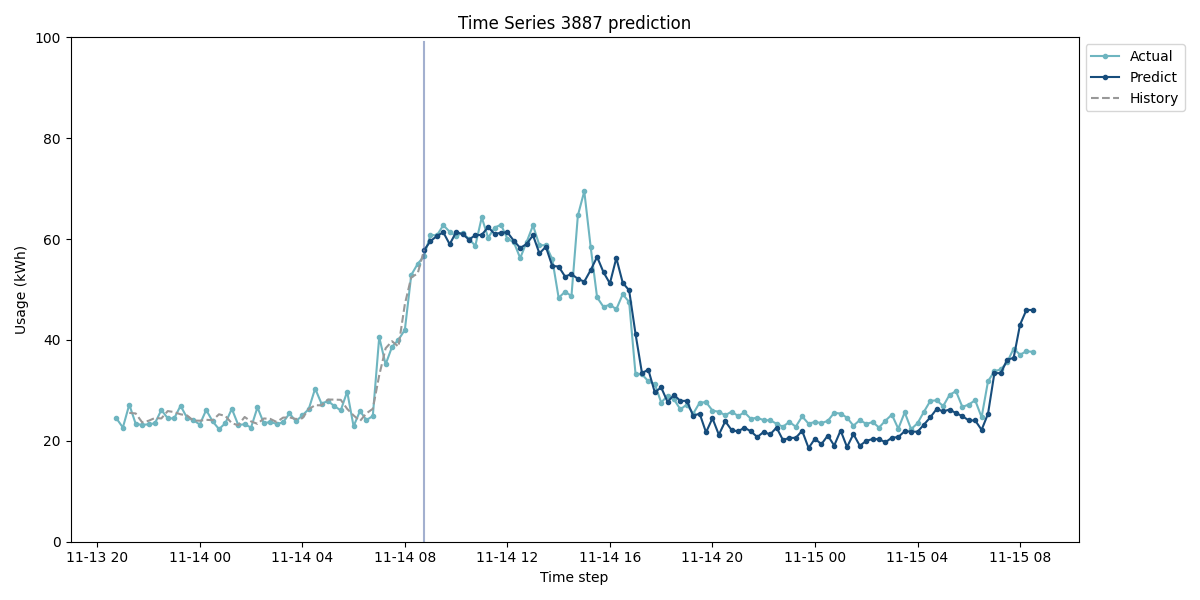 Time Series 3887 prediction
100
80
60
40
20
0
Usage (kWh)
11-13 20
11-14 00
11-14 04
11-14 08
11-14 12
11-14 16
11-14 20
11-15 00
11-15 04
11-15 08
Time step
Actual
Predict
History